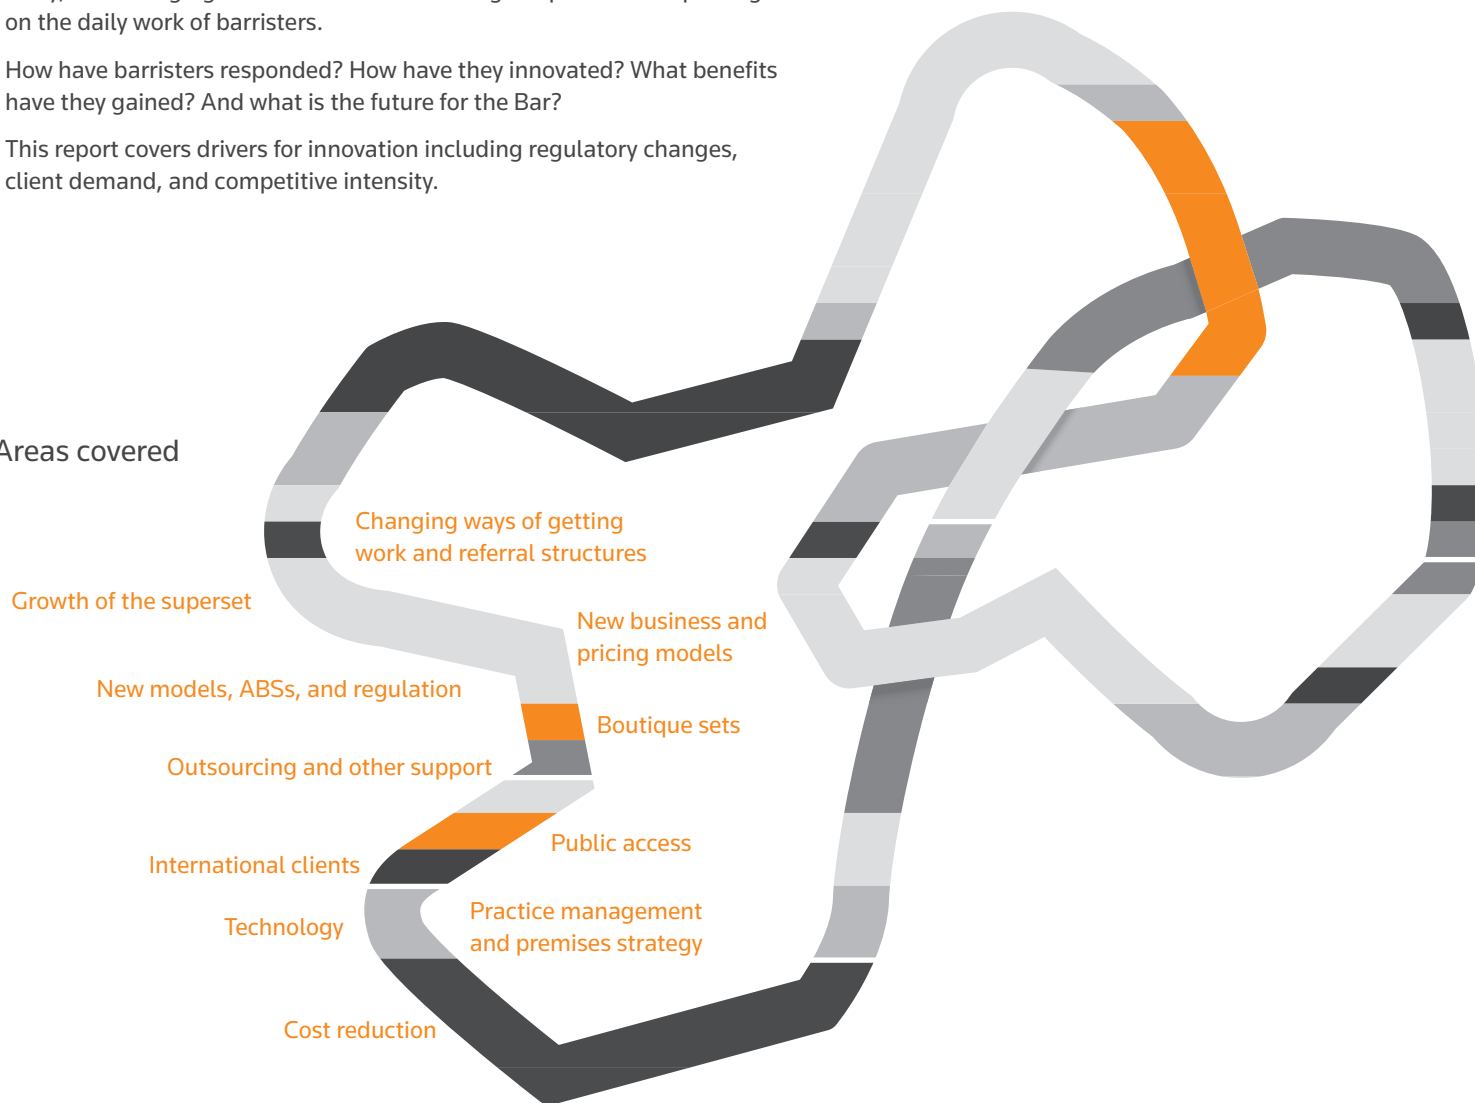 on the daily work of barristers.
How have barristers responded? How have they innovated? What benefits
have they gained? And what is the future for the Bar?
This report covers drivers for innovation including regulatory changes,
client demand, and competitive intensity.
Areas covered
Changing ways of getting
work and referral structures
Growth of the superset
New business and
pricing models
New models, ABSs, and regulation
Boutique sets
Outsourcing and other support
Public access
International clients
Practice management
and premises strategy
Technology
Cost reduction